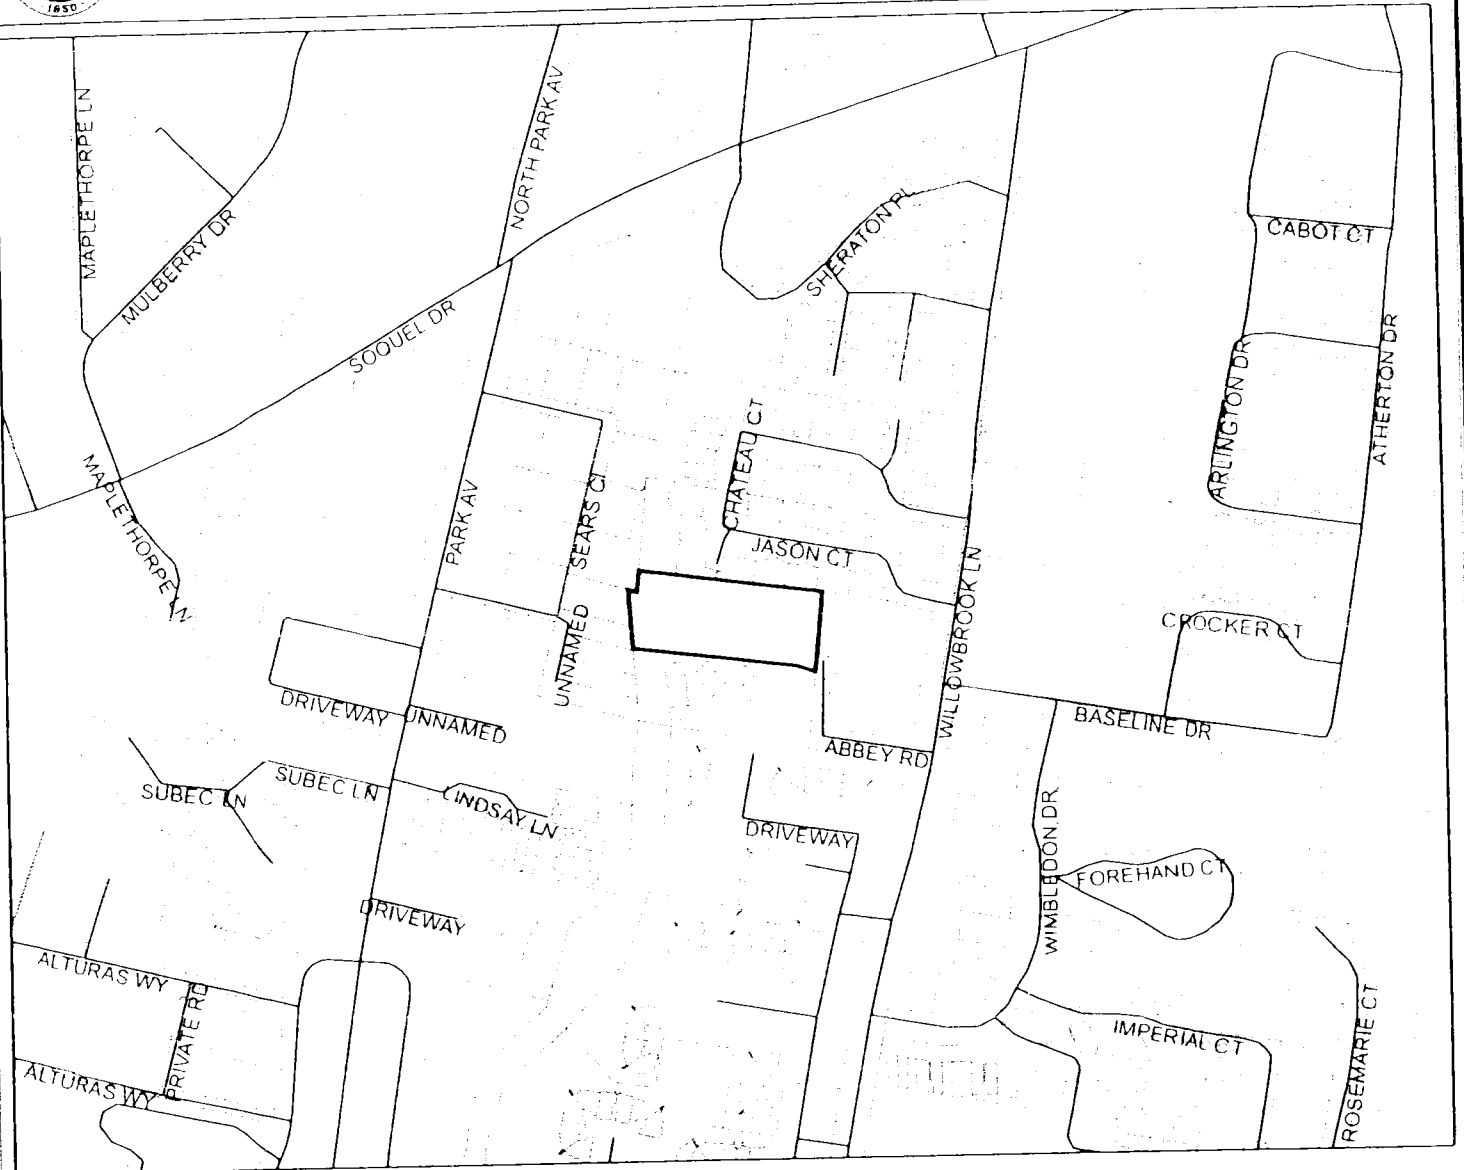 1850
MAPLETHORPE LN
NORTH PARK AV
MULBERRY DR
SHERATON PL
CABOT CT
SOQUEL DR
ATHERTON DR
ARLINGTON DR
CHATEAU CT
MAPLETHORPE LN
PARK AV
SEARS CI
JASON CT
WILLOWBROOK LN
UNNAMED
CROCKER CT
DRIVEWAY
UNNAMED
BASELINE DR
ABBEY RD
SUBEC LN
SUBEC LN
LINDSAY LN
DRIVEWAY
WIMBLEDON DR
FOREHAND CT
DRIVEWAY
ALTURAS WY
PRIVATE RD
IMPERIAL CT
ROSEMARIE CT
ALTURAS WY